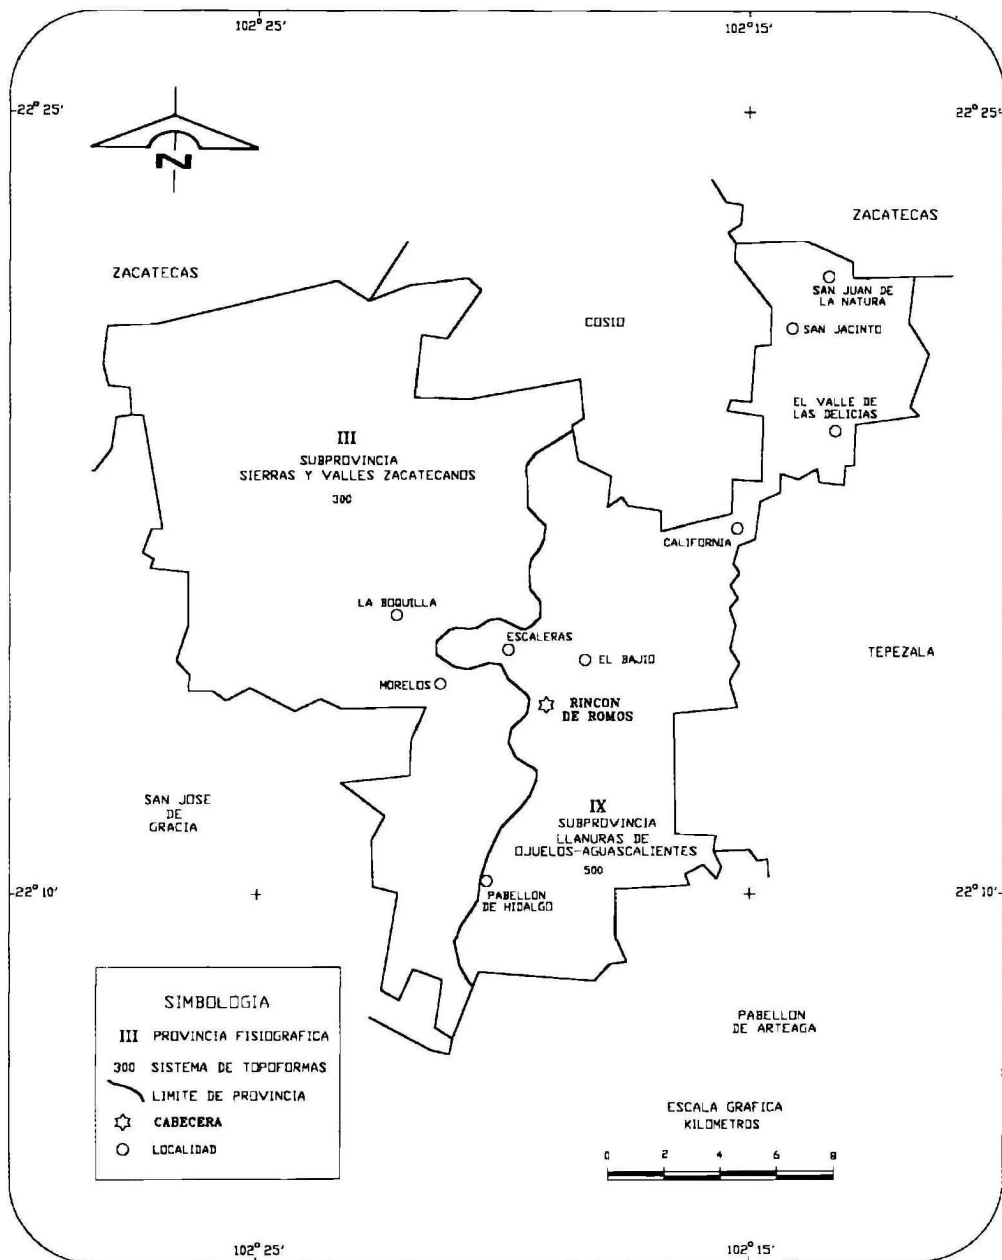 102° 25'
102° 15'
22° 25'
22° 25'
N
ZACATECAS
ZACATECAS
SAN JUAN DE
LA NATURA
COSIO
SAN JACINTO
EL VALLE DE
LAS DELICIAS
III
SUBPROVINCIA
SIERRAS Y VALLES ZACATECANOS
300
CALIFORNIA
LA BOQUILLA
ESCALERAS
EL BAJIO
TEPEZALA
MORELOS
RINCON
DE ROMOS
SAN JOSE
DE
GRACIA
IX
SUBPROVINCIA
LLANURAS DE
OJUELOS-AGUASCALIENTES
500
22° 10'
22° 10'
PABELLON
DE HIDALGO
SIMBOLOGIA
III PROVINCIA FISIOGRAFICA
300 SISTEMA DE TOPOFORMAS
LIMITE DE PROVINCIA
CABECERA
LOCALIDAD
PABELLON
DE ARTEAGA
ESCALA GRAFICA
KILOMETROS
0 2 4 6 8
102° 25'
102° 15'